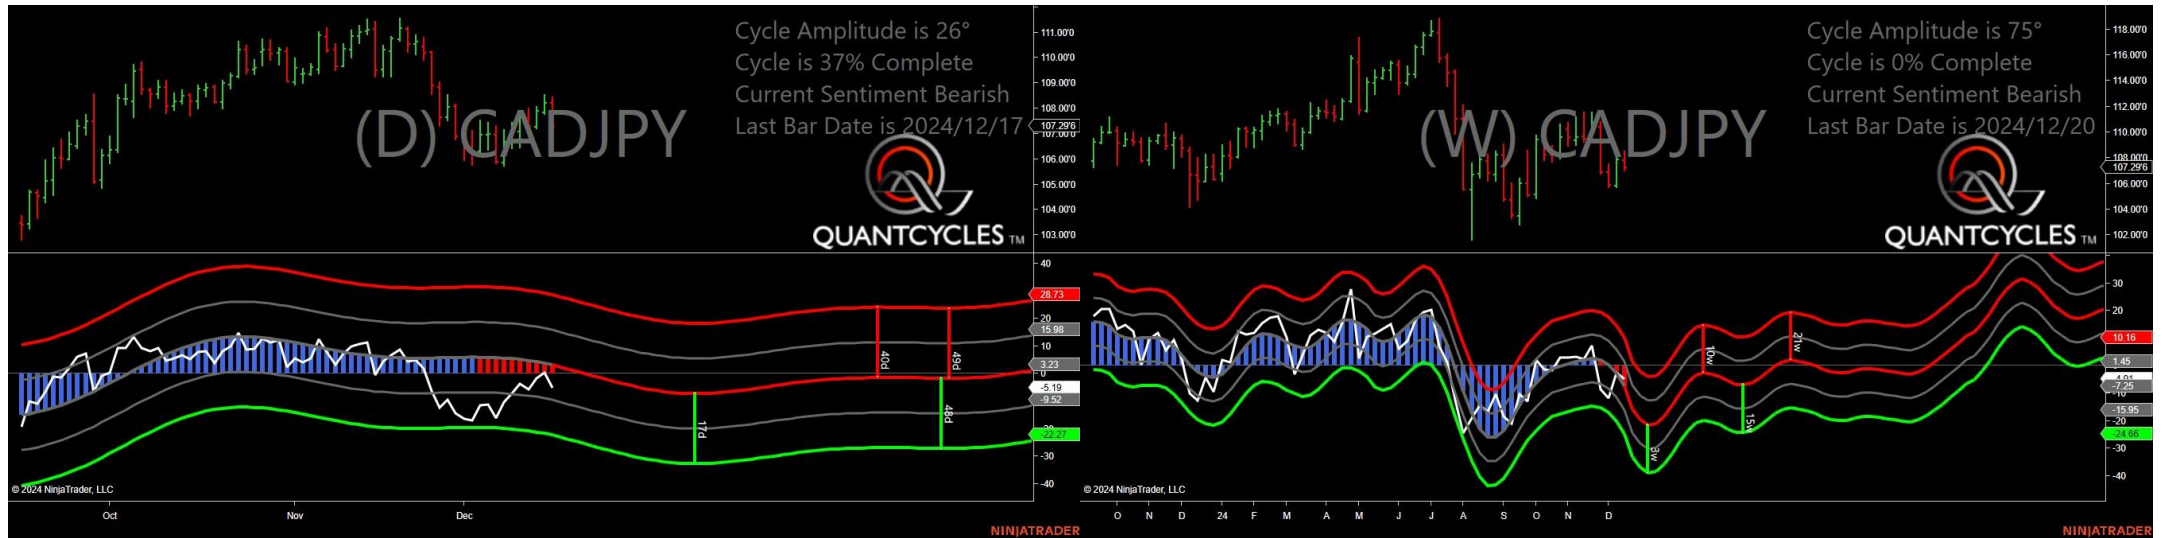 Cycle Amplitude is 26°
Cycle is 37% Complete
Current Sentiment Bearish
Last Bar Date is 2024/12/17
(D) CADJPY
QUANTCYCLES TM
111.00'0
110.00'0
109.00'0
108.00'0
107.29'6
107.00'0
106.00'0
105.00'0
104.00'0
103.00'0
40
28.73
20
15.98
10
3.23
0
-5.19
-9.52
-22.27
-30
-40
17d
40d
48d
49d
© 2024 NinjaTrader, LLC
Oct Nov Dec
NINJATRADER
Cycle Amplitude is 75°
Cycle is 0% Complete
Current Sentiment Bearish
Last Bar Date is 2024/12/20
(W) CADJPY
QUANTCYCLES TM
118.00'0
116.00'0
114.00'0
112.00'0
110.00'0
108.00'0
107.29'6
106.00'0
104.00'0
102.00'0
30
20
10.16
1.45
-7.25
-10
-15.95
-20
-24.66
-30
-40
3w
10w
15w
21w
© 2024 NinjaTrader, LLC
O N D 24 F M A M J J A S O N D
NINJATRADER